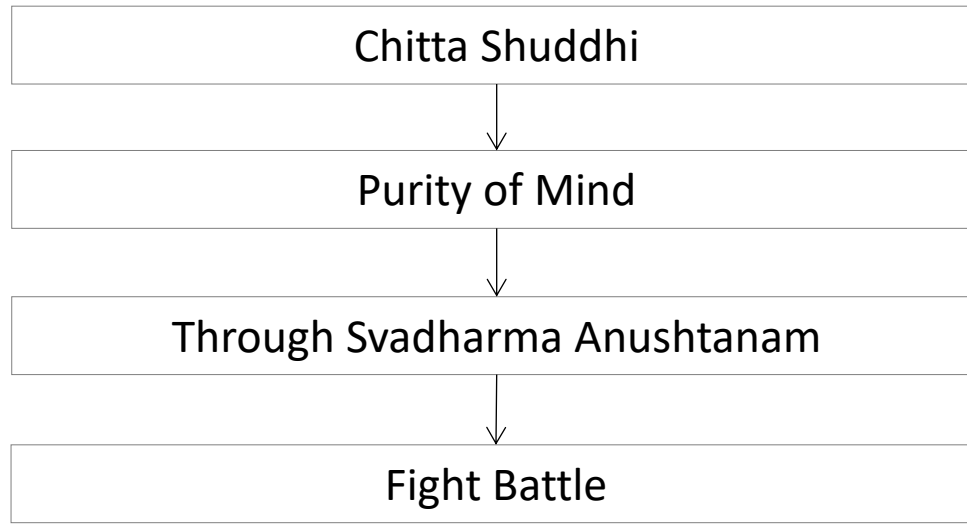 Chitta Shuddhi
Purity of Mind
Through Svadharma Anushtanam
Fight Battle